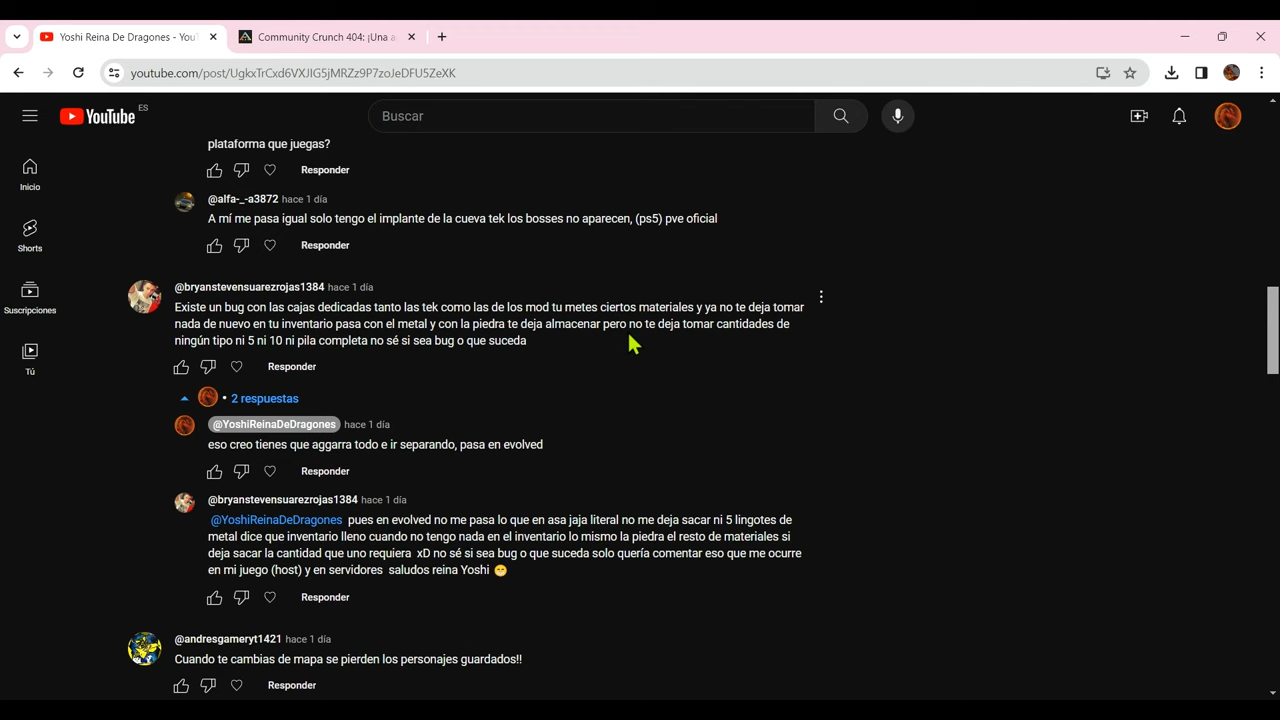 Yoshi Reina De Dragones - You
Community Crunch 404: ¡Una a
youtube.com/post/UgkxTrCxd6VXJIG5jMRZz9P7zoJeDFU5ZeXK
YouTube ES
Buscar
plataforma que juegas?
Responder
Inicio
@alfa-_-a3872 hace 1 día
A mí me pasa igual solo tengo el implante de la cueva tek los bosses no aparecen, (ps5) pve oficial
Responder
Shorts
@bryanstevensuarezrojas1384 hace 1 día
Existe un bug con las cajas dedicadas tanto las tek como las de los mod tu metes ciertos materiales y ya no te deja tomar
Suscripciones
nada de nuevo en tu inventario pasa con el metal y con la piedra te deja almacenar pero no te deja tomar cantidades de
ningún tipo ni 5 ni 10 ni pila completa no sé si sea bug o que suceda
Tú
Responder
• 2 respuestas
@YoshiReinaDeDragones hace 1 día
eso creo tienes que aggarra todo e ir separando, pasa en evolved
Responder
@bryanstevensuarezrojas1384 hace 1 día
@YoshiReinaDeDragones pues en evolved no me pasa lo que en asa jaja literal no me deja sacar ni 5 lingotes de
metal dice que inventario lleno cuando no tengo nada en el inventario lo mismo la piedra el resto de materiales si
deja sacar la cantidad que uno requiera xD no sé si sea bug o que suceda solo quería comentar eso que me ocurre
en mi juego (host) y en servidores saludos reina Yoshi 😁
Responder
@andresgameryt1421 hace 1 día
Cuando te cambias de mapa se pierden los personajes guardados!!
Responder